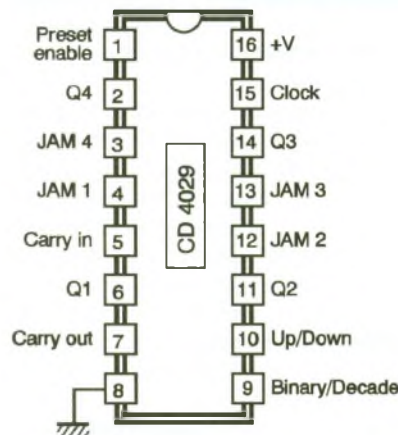 Preset
enable
1
16
+V
Q4
2
15
Clock
JAM 4
3
14
Q3
JAM 1
4
13
JAM 3
CD 4029
Carry in
5
12
JAM 2
Q1
6
11
Q2
Carry out
7
10
Up/Down
8
9
Binary/Decade